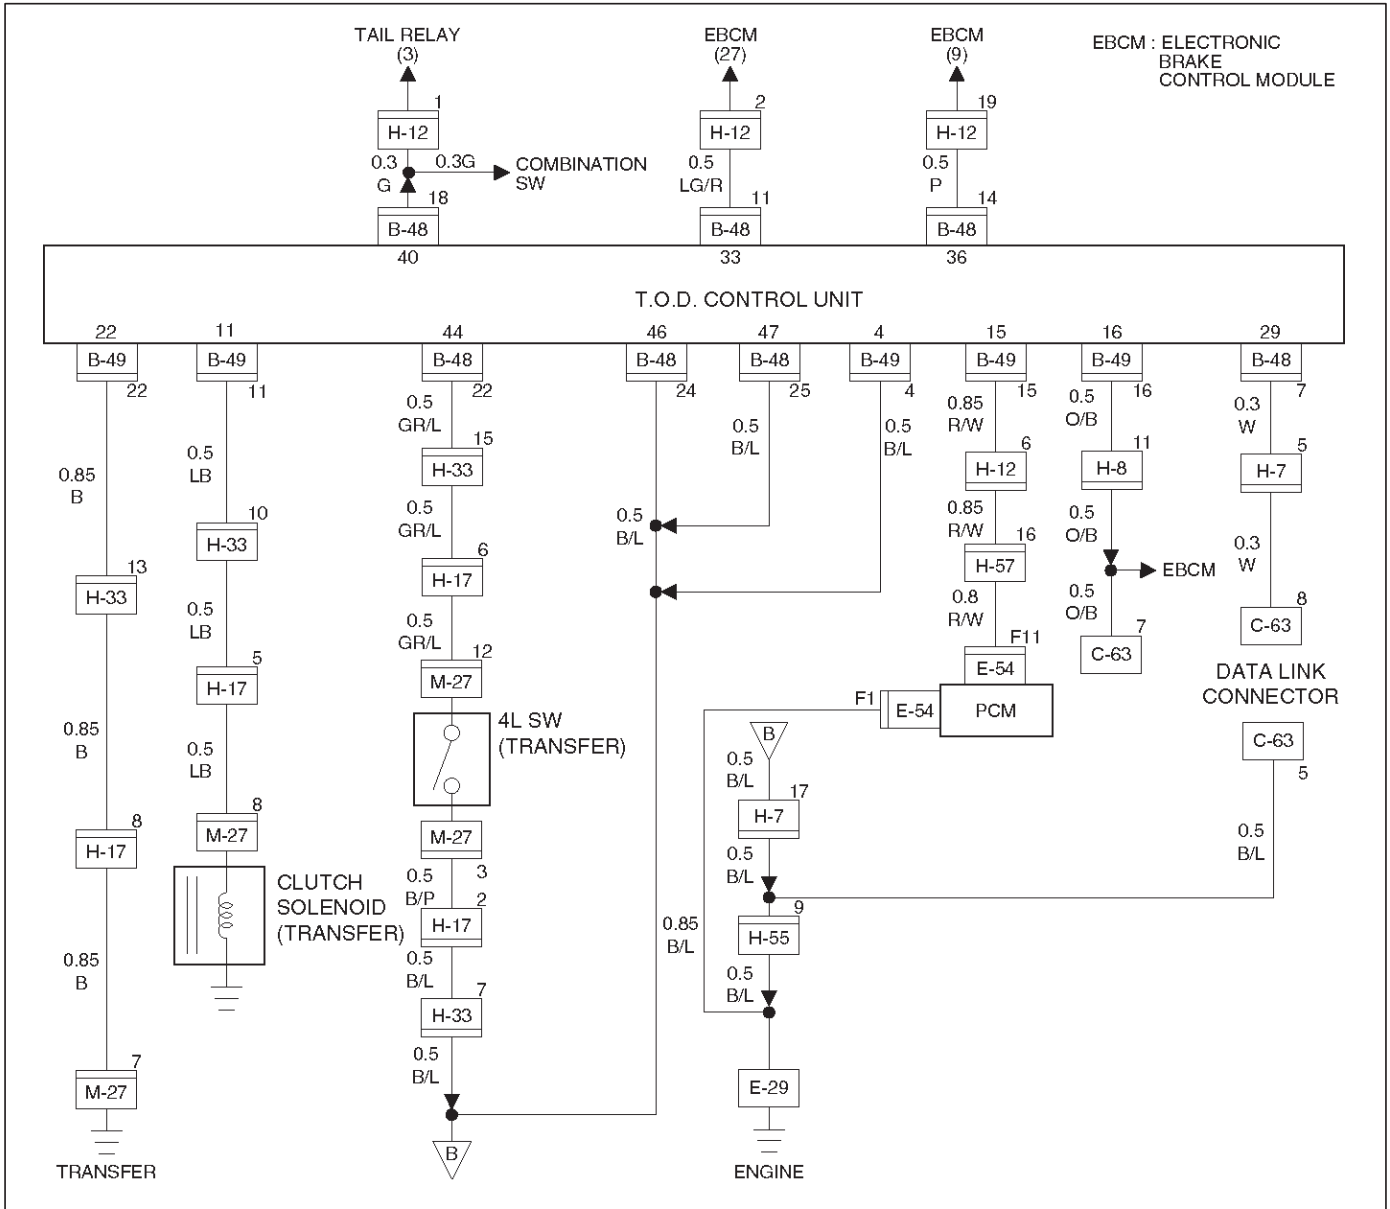 TAIL RELAY
(3)
EBCM
(27)
EBCM
(9)
EBCM : ELECTRONIC
BRAKE
CONTROL MODULE
1
2
19
H-12
H-12
H-12
0.3
G
0.3G
COMBINATION
SW
0.5
LG/R
0.5
P
18
11
14
B-48
B-48
B-48
40
33
36
T.O.D. CONTROL UNIT
22
11
44
46
47
4
15
16
29
B-49
B-49
B-48
B-48
B-48
B-49
B-49
B-49
B-48
22
11
22
24
25
4
15
16
7
0.85
B
13
H-33
0.85
B
8
H-17
0.85
B
7
M-27
TRANSFER
0.5
LB
10
H-33
0.5
LB
5
H-17
0.5
LB
8
M-27
CLUTCH
SOLENOID
(TRANSFER)
0.5
GR/L
15
H-33
0.5
GR/L
6
H-17
0.5
GR/L
12
M-27
4L SW
(TRANSFER)
M-27
3
0.5
B/P
2
H-17
0.5
B/L
7
H-33
0.5
B/L
B
0.5
B/L
0.5
B/L
0.5
B/L
0.85
R/W
6
H-12
0.85
R/W
16
H-57
0.8
R/W
F11
E-54
F1
E-54
PCM
0.5
O/B
11
H-8
0.5
O/B
EBCM
0.5
O/B
7
C-63
0.3
W
5
H-7
0.3
W
8
C-63
DATA LINK
CONNECTOR
C-63
5
0.5
B/L
B
0.5
B/L
17
H-7
0.5
B/L
9
H-55
0.85
B/L
0.5
B/L
E-29
ENGINE